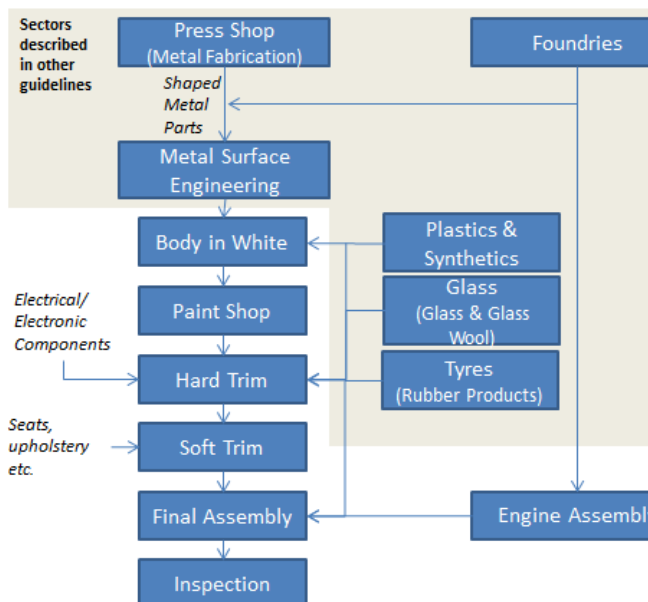 Sectors
described
in other
guidelines
Press Shop
(Metal Fabrication)
Foundries
Shaped
Metal
Parts
Metal Surface
Engineering
Body in White
Plastics &
Synthetics
Electrical/
Electronic
Components
Paint Shop
Glass
(Glass & Glass
Wool)
Hard Trim
Tyres
(Rubber Products)
Seats,
upholstery
etc.
Soft Trim
Final Assembly
Engine Assembly
Inspection